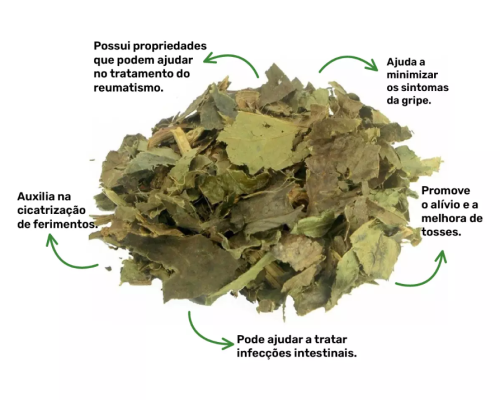 Possui propriedades
que podem ajudar
no tratamento do
reumatismo.
Ajuda a
minimizar
os sintomas
da gripe.
Auxilia na
cicatrização
de ferimentos.
Promove
o alívio e a
melhora de
tosses.
Pode ajudar a tratar
infecções intestinais.